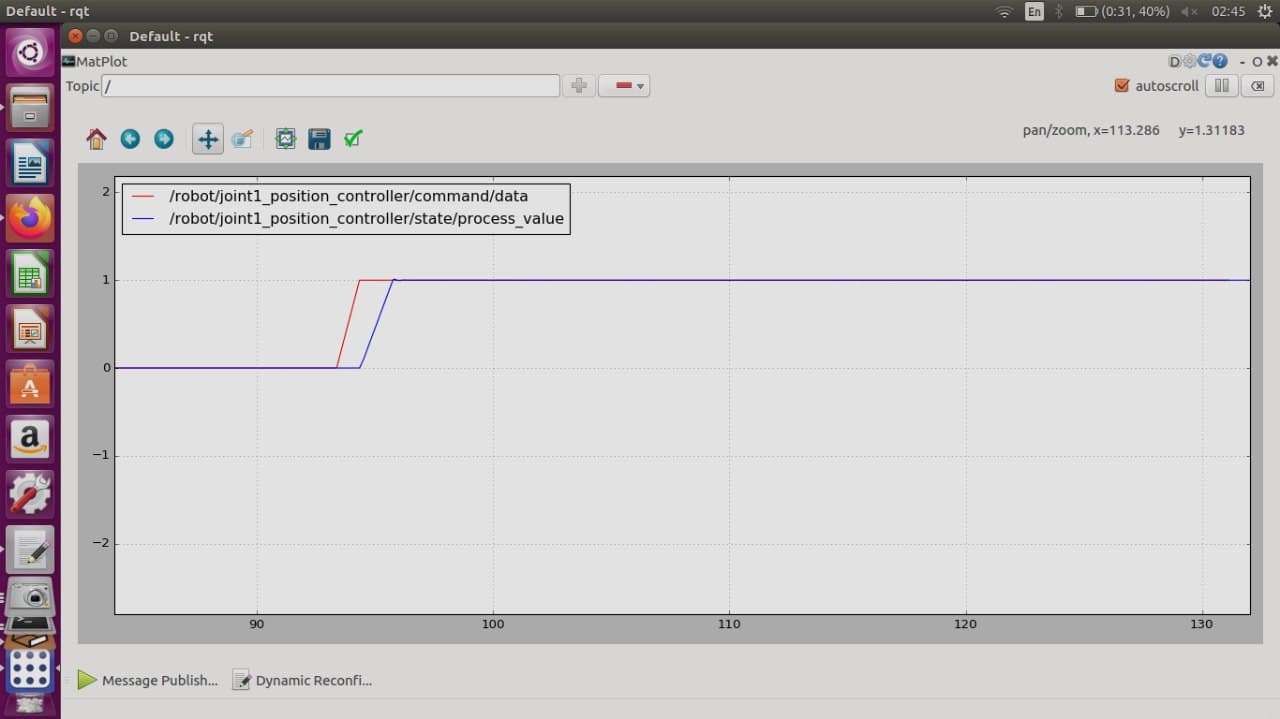 Default - rqt
En
(0:31, 40%)
02:45
Default - rqt
MatPlot
D
?
- O
Topic
/
autoscroll
pan/zoom, x=113.286 y=1.31183
2
/robot/joint1_position_controller/command/data
/robot/joint1_position_controller/state/process_value
1
0
−1
−2
90
100
110
120
130
Message Publish...
Dynamic Reconfi...
A
a